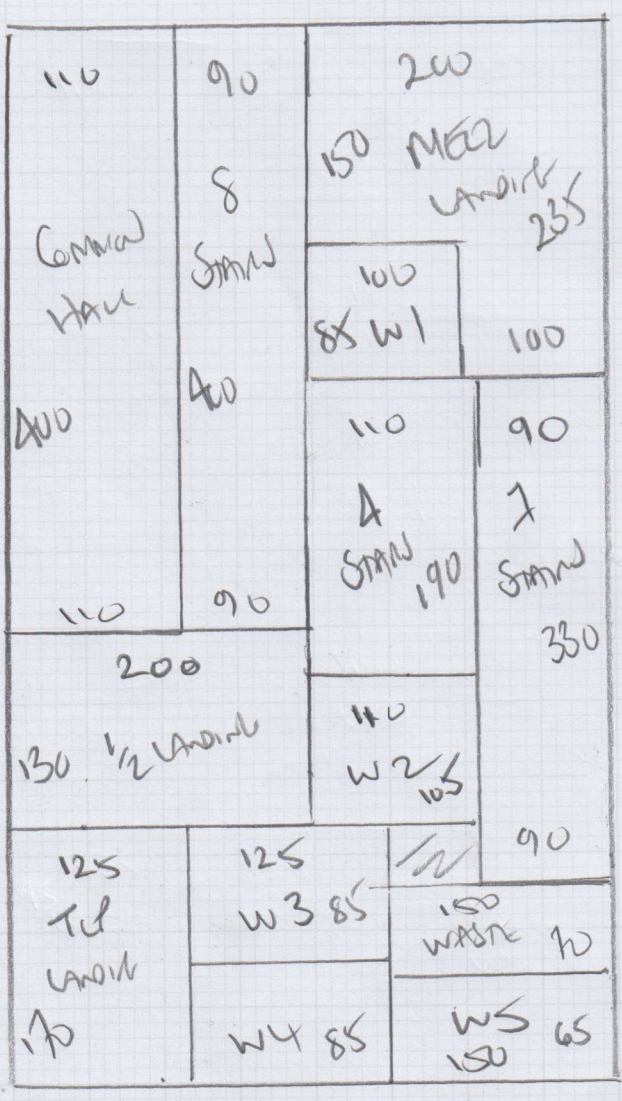 110
COMMON
HALL
400
110
90
8
STAIRS
400
90
200
150 MEZZ
LANDING
235
100
100
85 W1
110
4
STAIRS
190
90
7
STAIRS
330
90
200
130 1/2 LANDING
110
W2 105
125
TOP
LANDING
170
125
W3 85
W4 85
150
WASTE 70
W5 65
150